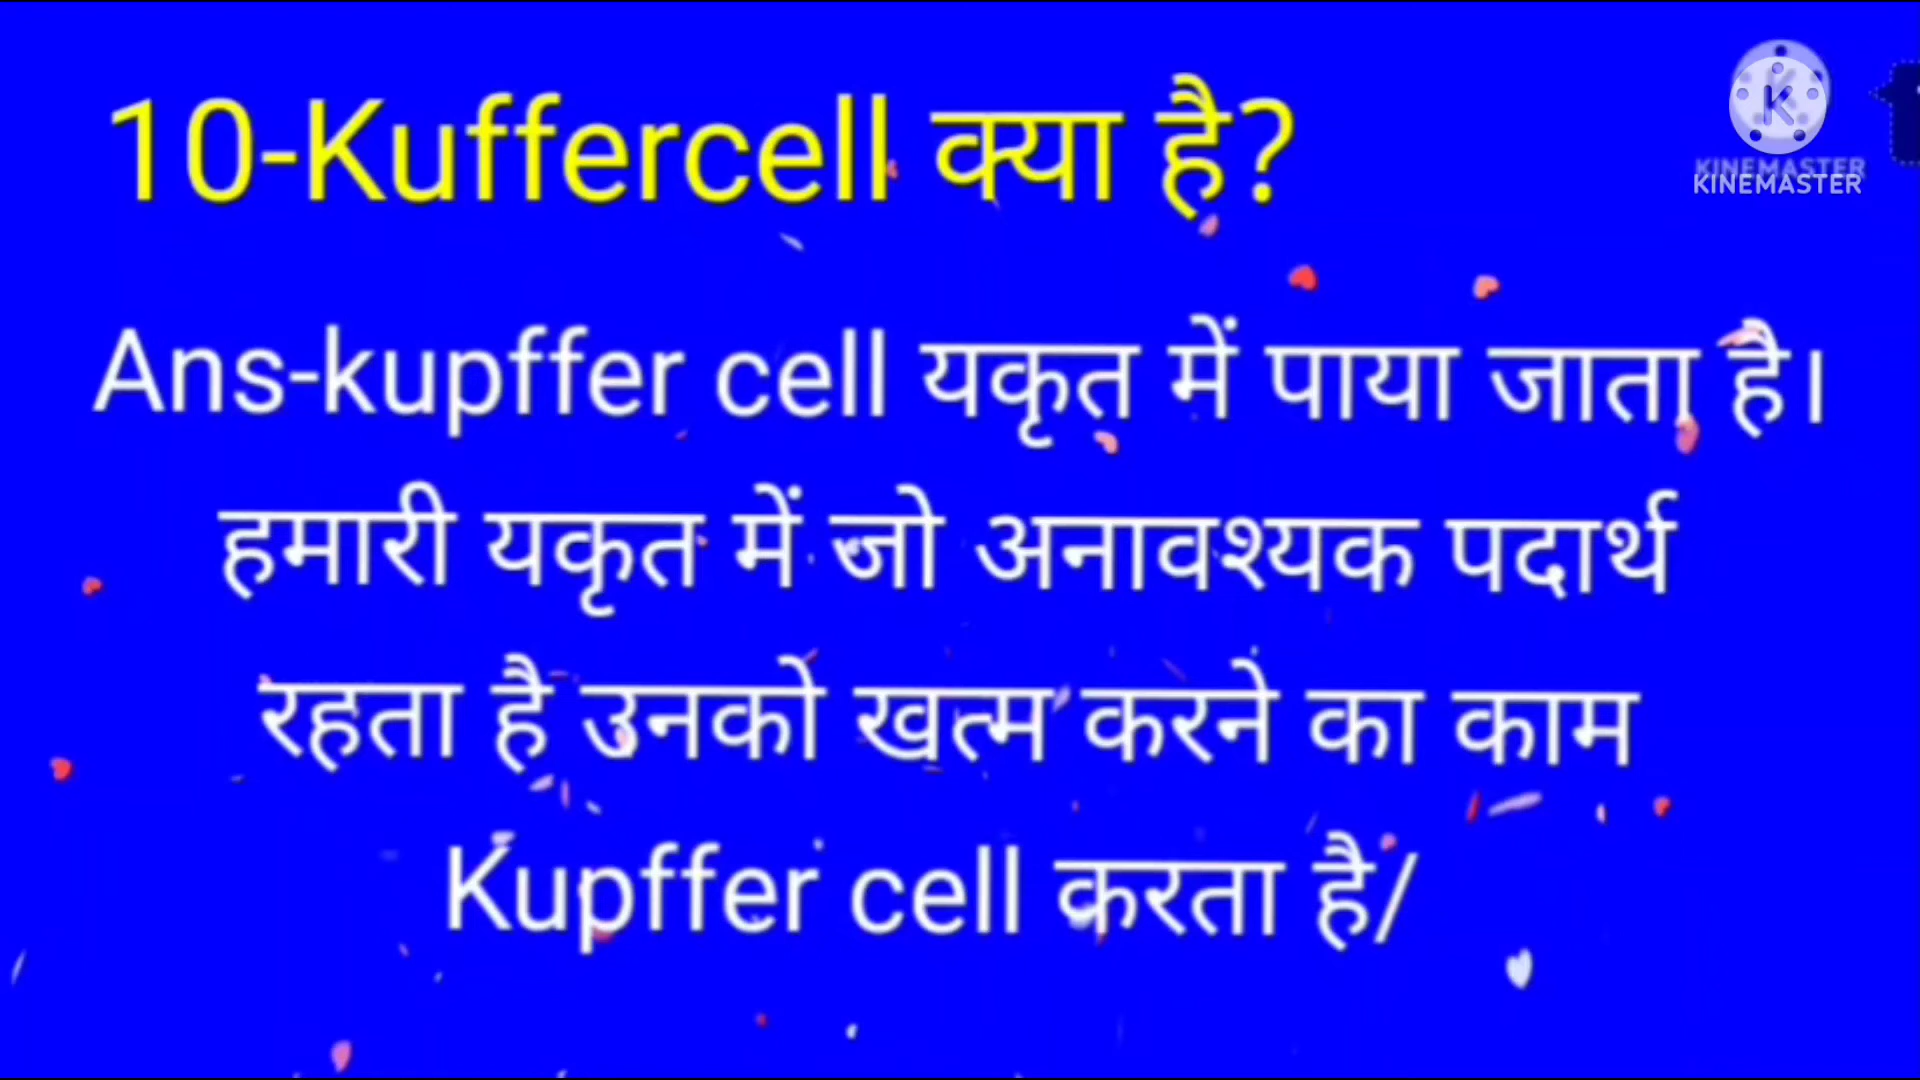 10-Kuffercell क्या है?
KINEMASTER
KINEMASTER
Ans-kupffer cell यकृत में पाया जाता है।
हमारी यकृत में जो अनावश्यक पदार्थ
रहता है उनको खत्म करने का काम
Kupffer cell करता है/